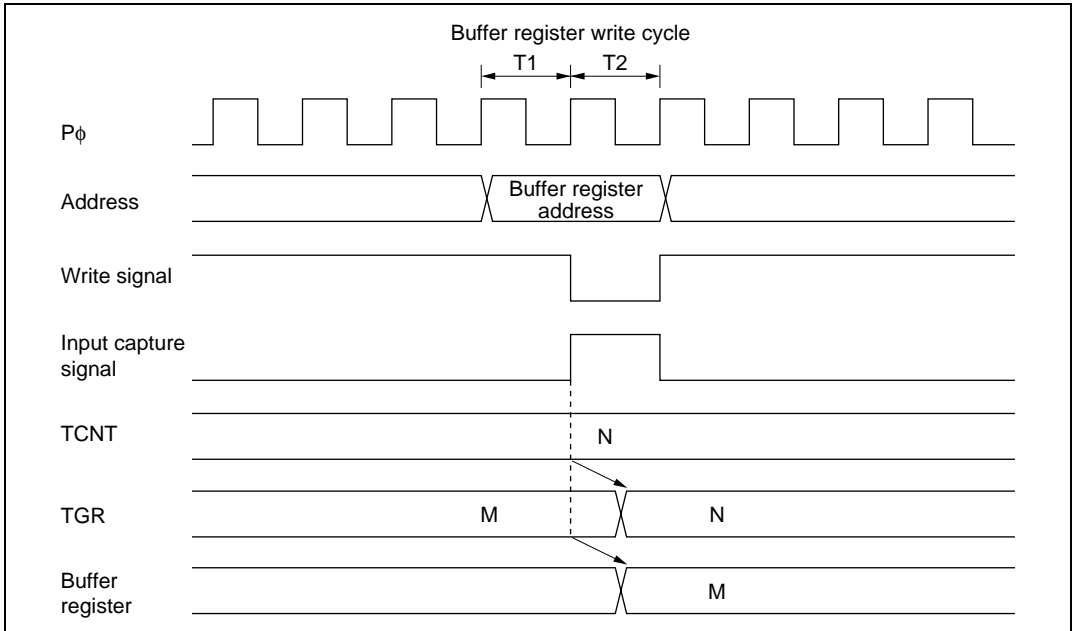 Buffer register write cycle
T1 T2
Pϕ
Address
Buffer register
address
Write signal
Input capture
signal
TCNT
N
TGR
M N
Buffer
register
M